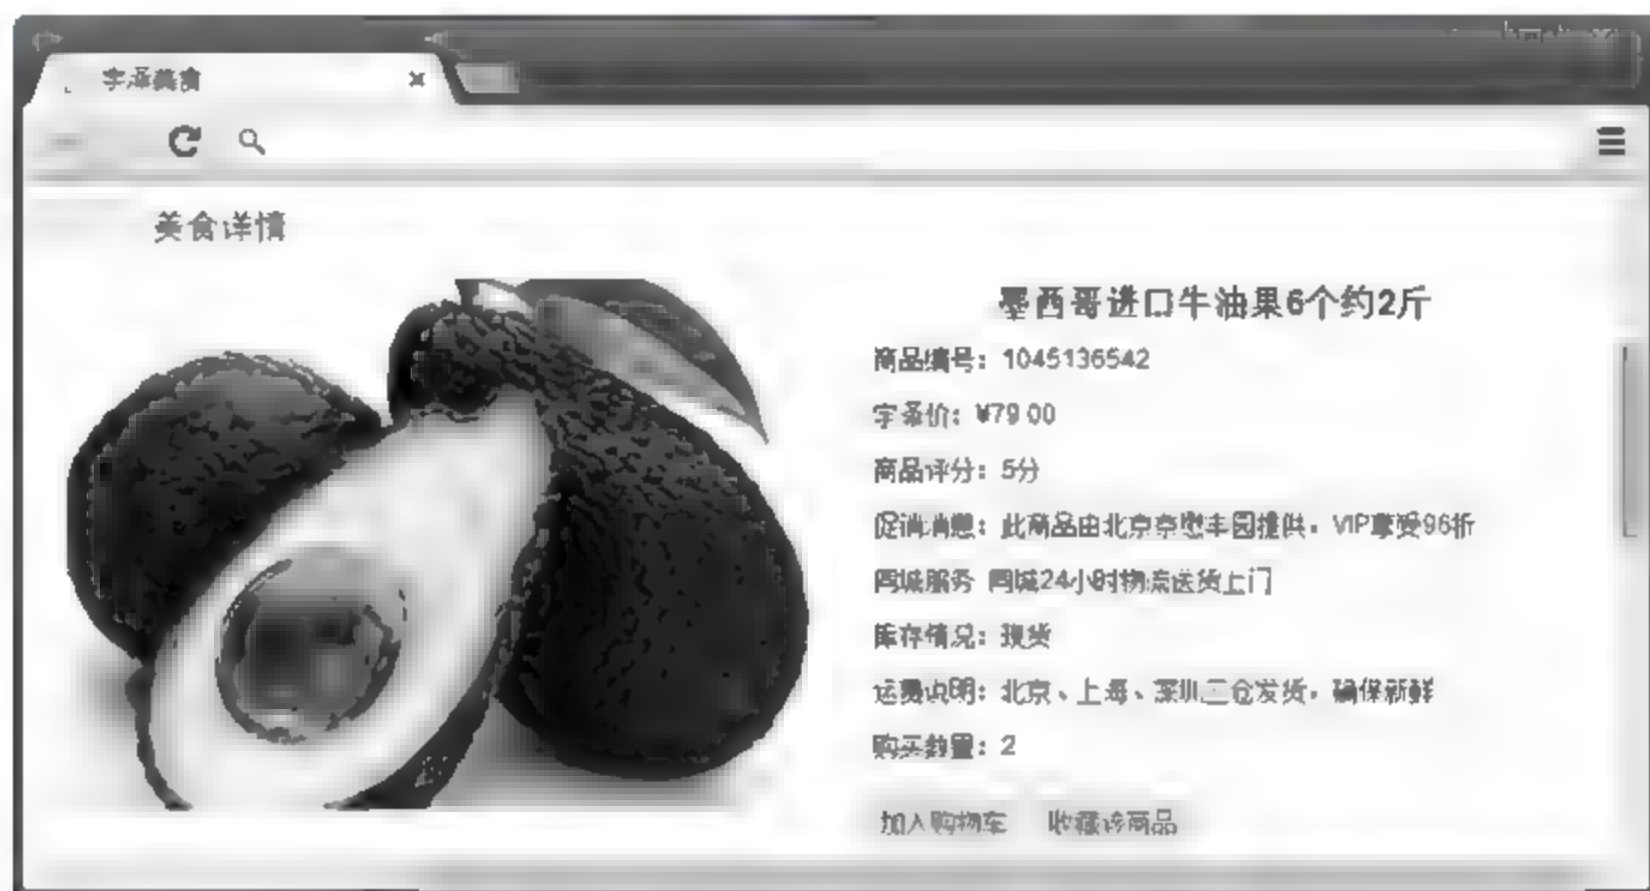 宇泽美食
美食详情
墨西哥进口牛油果6个约2斤
商品编号：1045136542
宇泽价：¥79.00
商品评分：5分
促销消息：此商品由北京 丰园提供，VIP享受96折
同城服务 同城24小时物流送货上门
库存情况：现货
运费说明：北京、上海、深圳三仓发货，确保新鲜
购买数量：2
加入购物车 收藏该商品